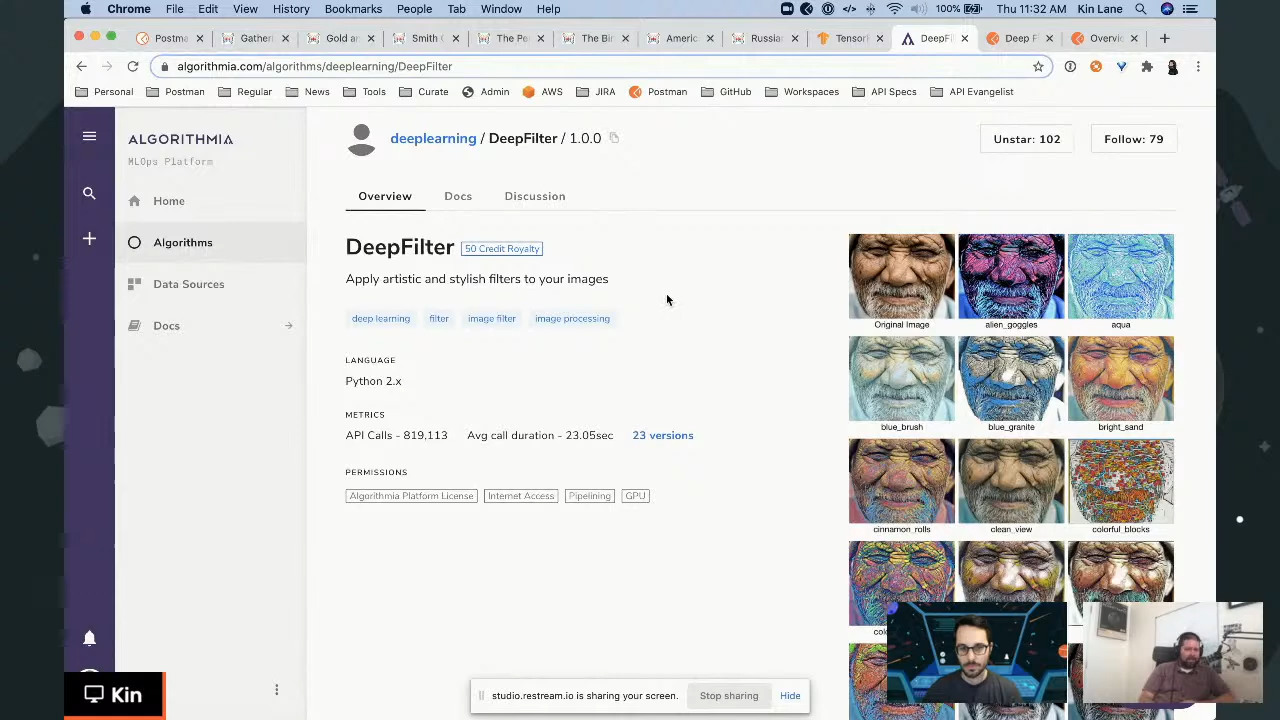 Chrome File Edit View History Bookmarks People Tab Window Help 100% Thu 11:32 AM Kin Lane
Postma Gatheri Gold ar Smith C The Pe The Bir Americ Russian Tensorf DeepFil Deep F Overvie
algorithmia.com/algorithms/deeplearning/DeepFilter
Personal Postman Regular News Tools Curate Admin AWS JIRA Postman GitHub Workspaces API Specs API Evangelist
ALGORITHMIA
MLOps Platform
Home
Algorithms
Data Sources
Docs
deeplearning / DeepFilter / 1.0.0
Unstar: 102 Follow: 79
Overview Docs Discussion
DeepFilter 50 Credit Royalty
Apply artistic and stylish filters to your images
deep learning filter image filter image processing
LANGUAGE
Python 2.x
METRICS
API Calls - 819,113 Avg call duration - 23.05sec 23 versions
PERMISSIONS
Algorithmia Platform License Internet Access Pipelining GPU
Original Image alien_goggles aqua
blue_brush blue_granite bright_sand
cinnamon_rolls clean_view colorful_blocks
studio.restream.io is sharing your screen. Stop sharing Hide
Kin